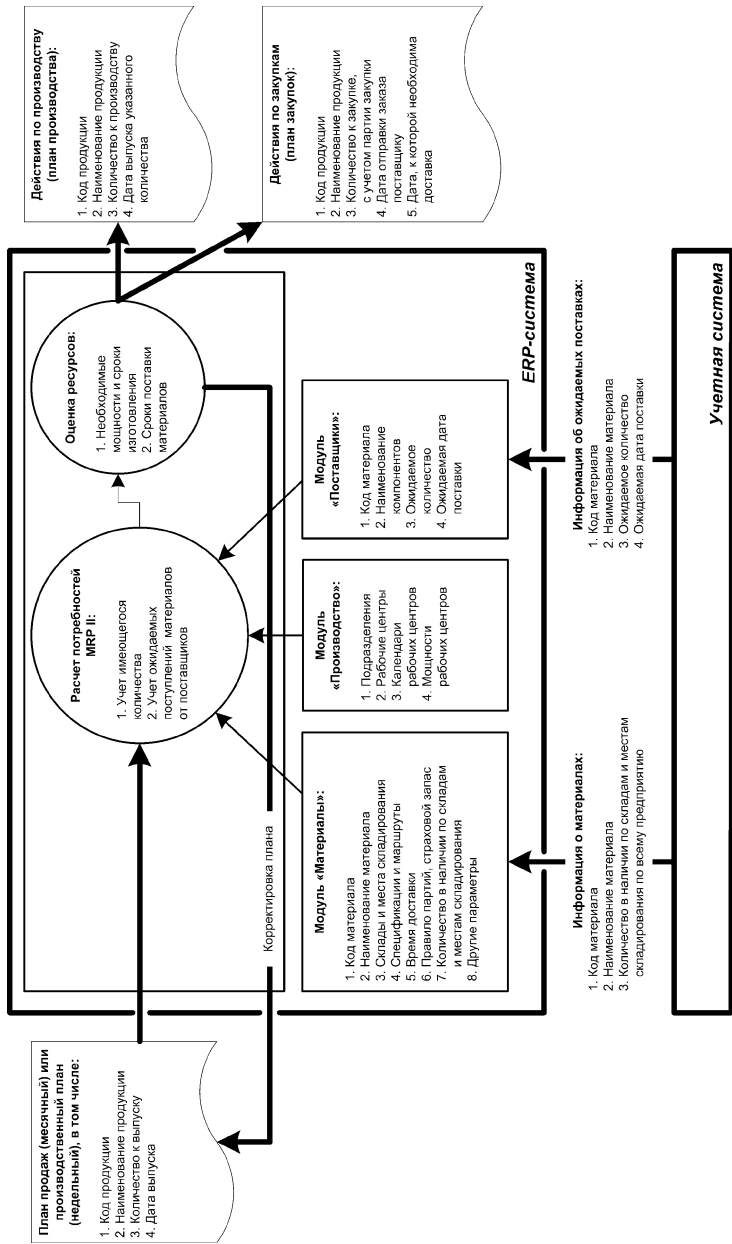 План продаж (месячный) или
производственный план
(недельный), в том числе:
1. Код продукции
2. Наименование продукции
3. Количество к выпуску
4. Дата выпуска
Расчет потребностей
MRP II:
1. Учет имеющегося
количества
2. Учет ожидаемых
поступлений материалов
от поставщиков
Оценка ресурсов:
1. Необходимые
мощности и сроки
изготовления
2. Сроки поставки
материалов
Действия по производству
(план производства):
1. Код продукции
2. Наименование продукции
3. Количество к производству
4. Дата выпуска указанного
количества
Действия по закупкам
(план закупок):
1. Код продукции
2. Наименование продукции
3. Количество к закупке,
с учетом партии закупки
4. Дата отправки заказа
поставщику
5. Дата, к которой необходима
доставка
Корректировка плана
Модуль «Материалы»:
1. Код материала
2. Наименование материала
3. Склады и места складирования
4. Спецификации и маршруты
5. Время доставки
6. Правило партий, страховой запас
7. Количество в наличии по складам
и местам складирования
8. Другие параметры
Модуль
«Производство»:
1. Подразделения
2. Рабочие центры
3. Календари
рабочих центров
4. Мощности
рабочих центров
Модуль
«Поставщики»:
1. Код материала
2. Наименование
компонентов
3. Ожидаемое
количество
4. Ожидаемая дата
поставки
ERP-система
Информация о материалах:
1. Код материала
2. Наименование материала
3. Количество в наличии по складам и местам
складирования по всему предприятию
Информация об ожидаемых поставках:
1. Код материала
2. Наименование материала
3. Ожидаемое количество
4. Ожидаемая дата поставки
Учетная система